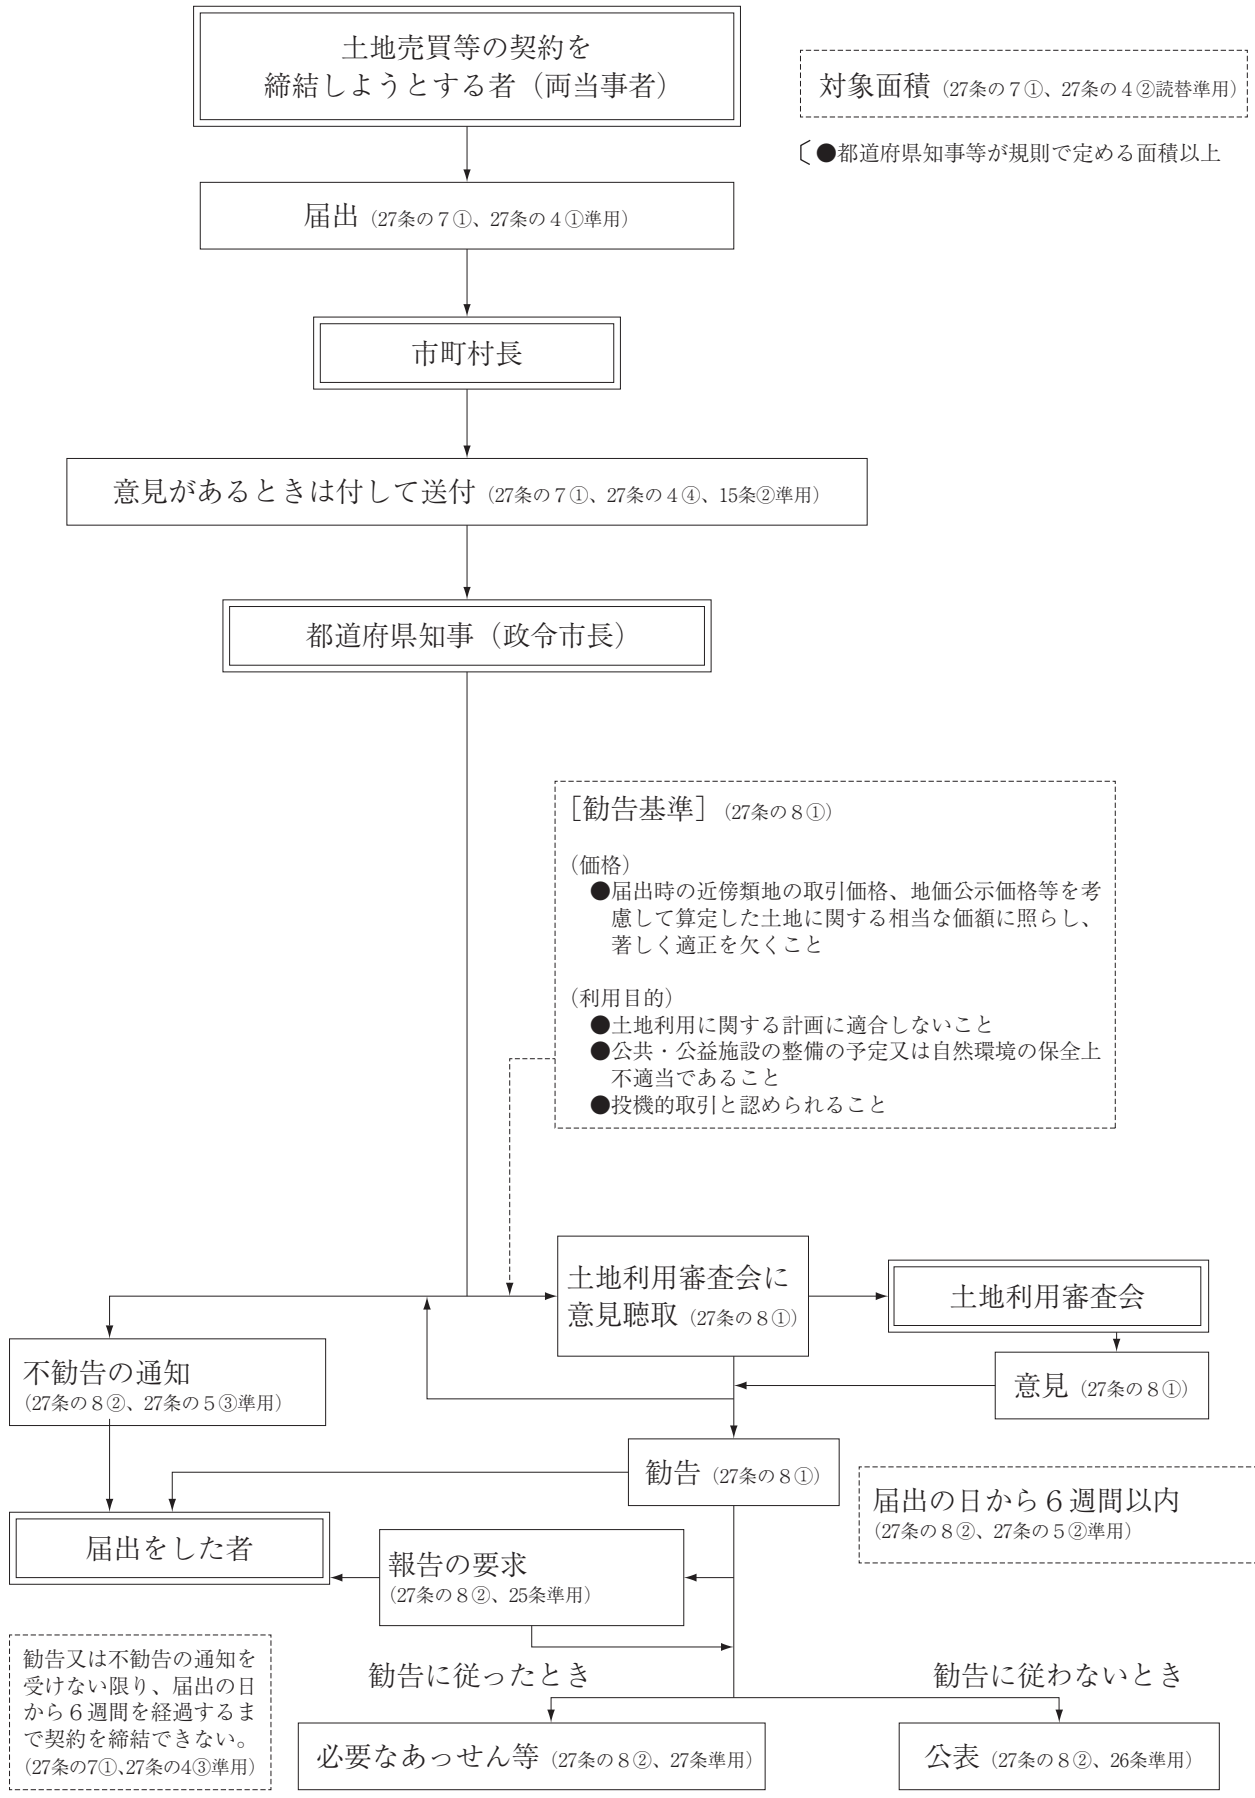 土地売買等の契約を
締結しようとする者（両当事者）
対象面積（27条の７①、27条の４②読替準用）
〔●都道府県知事等が規則で定める面積以上
届出（27条の７①、27条の４①準用）
市町村長
意見があるときは付して送付（27条の７①、27条の４④、15条②準用）
都道府県知事（政令市長）
［勧告基準］（27条の８①）
（価格）
●届出時の近傍類地の取引価格、地価公示価格等を考
慮して算定した土地に関する相当な価額に照らし、
著しく適正を欠くこと
（利用目的）
●土地利用に関する計画に適合しないこと
●公共・公益施設の整備の予定又は自然環境の保全上
不適当であること
●投機的取引と認められること
土地利用審査会に
意見聴取（27条の８①）
土地利用審査会
意見（27条の８①）
不勧告の通知
（27条の８②、27条の５③準用）
勧告（27条の８①）
届出の日から６週間以内
（27条の８②、27条の５②準用）
届出をした者
報告の要求
（27条の８②、25条準用）
勧告又は不勧告の通知を
受けない限り、届出の日
から６週間を経過するま
で契約を締結できない。
（27条の7①、27条の4③準用）
勧告に従ったとき
勧告に従わないとき
必要なあっせん等（27条の８②、27条準用）
公表（27条の８②、26条準用）